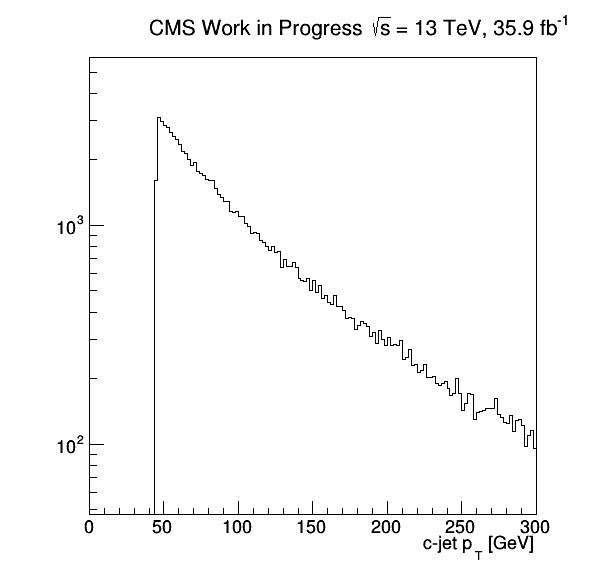 CMS Work in Progress √s = 13 TeV, 35.9 fb⁻¹
10³
10²
0 50 100 150 200 250 300
c-jet p_T [GeV]